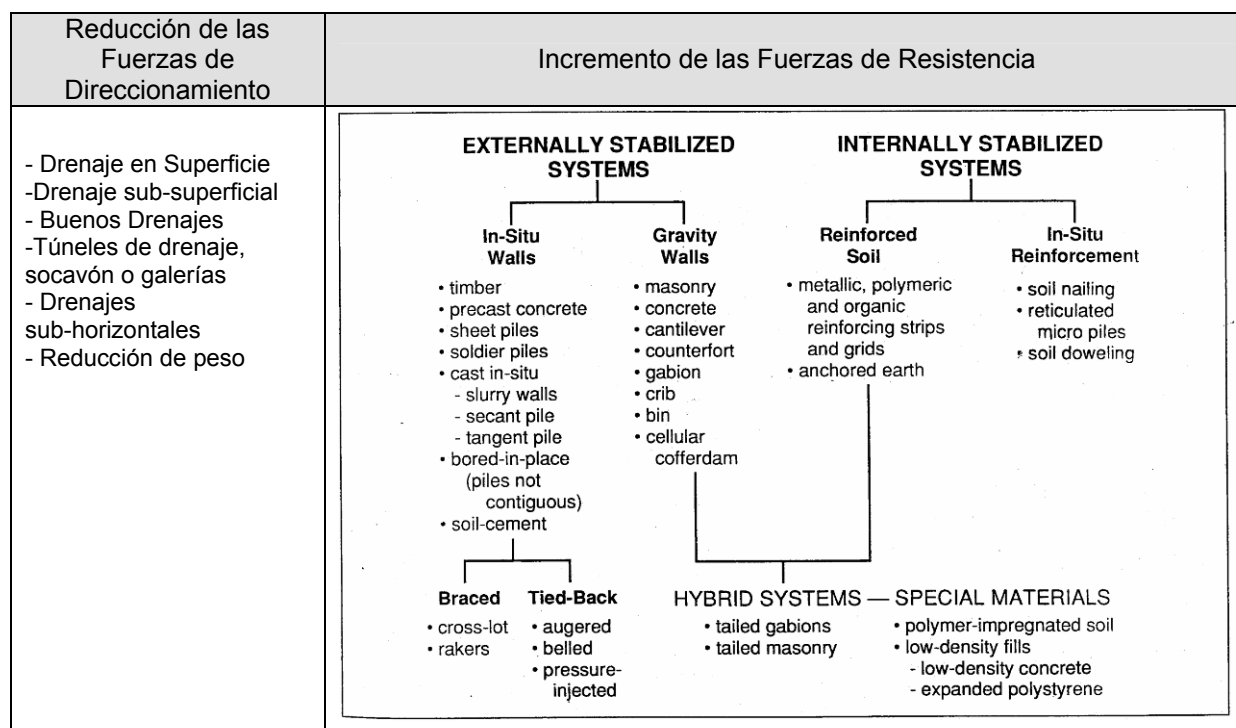 Reducción de las
Fuerzas de
Direccionamiento
Incremento de las Fuerzas de Resistencia
- Drenaje en Superficie
-Drenaje sub-superficial
- Buenos Drenajes
-Túneles de drenaje,
socavón o galerías
- Drenajes
sub-horizontales
- Reducción de peso
EXTERNALLY STABILIZED
SYSTEMS
In-Situ
Walls
• timber
• precast concrete
• sheet piles
• soldier piles
• cast in-situ
- slurry walls
- secant pile
- tangent pile
• bored-in-place
(piles not
contiguous)
• soil-cement
Braced
• cross-lot
• rakers
Tied-Back
• augered
• belled
• pressure-
injected
Gravity
Walls
• masonry
• concrete
• cantilever
• counterfort
• gabion
• crib
• bin
• cellular
cofferdam
INTERNALLY STABILIZED
SYSTEMS
Reinforced
Soil
• metallic, polymeric
and organic
reinforcing strips
and grids
• anchored earth
In-Situ
Reinforcement
• soil nailing
• reticulated
micro piles
• soil doweling
HYBRID SYSTEMS — SPECIAL MATERIALS
• tailed gabions
• tailed masonry
• polymer-impregnated soil
• low-density fills
- low-density concrete
- expanded polystyrene